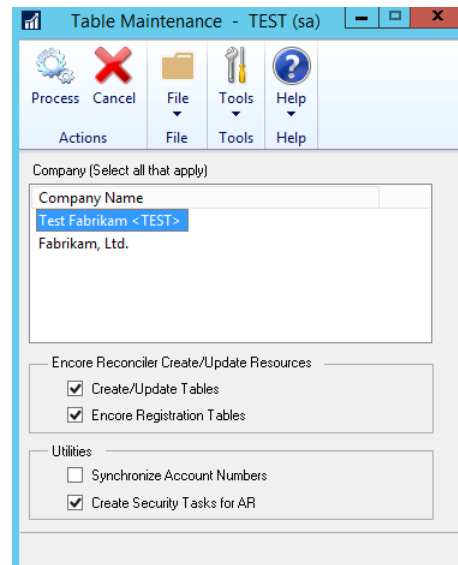 Table Maintenance - TEST (sa)
Process Cancel File Tools Help
Actions File Tools Help
Company (Select all that apply)
Company Name
Test Fabrikam <TEST>
Fabrikam, Ltd.
Encore Reconciler Create/Update Resources
Create/Update Tables
Encore Registration Tables
Utilities
Synchronize Account Numbers
Create Security Tasks for AR